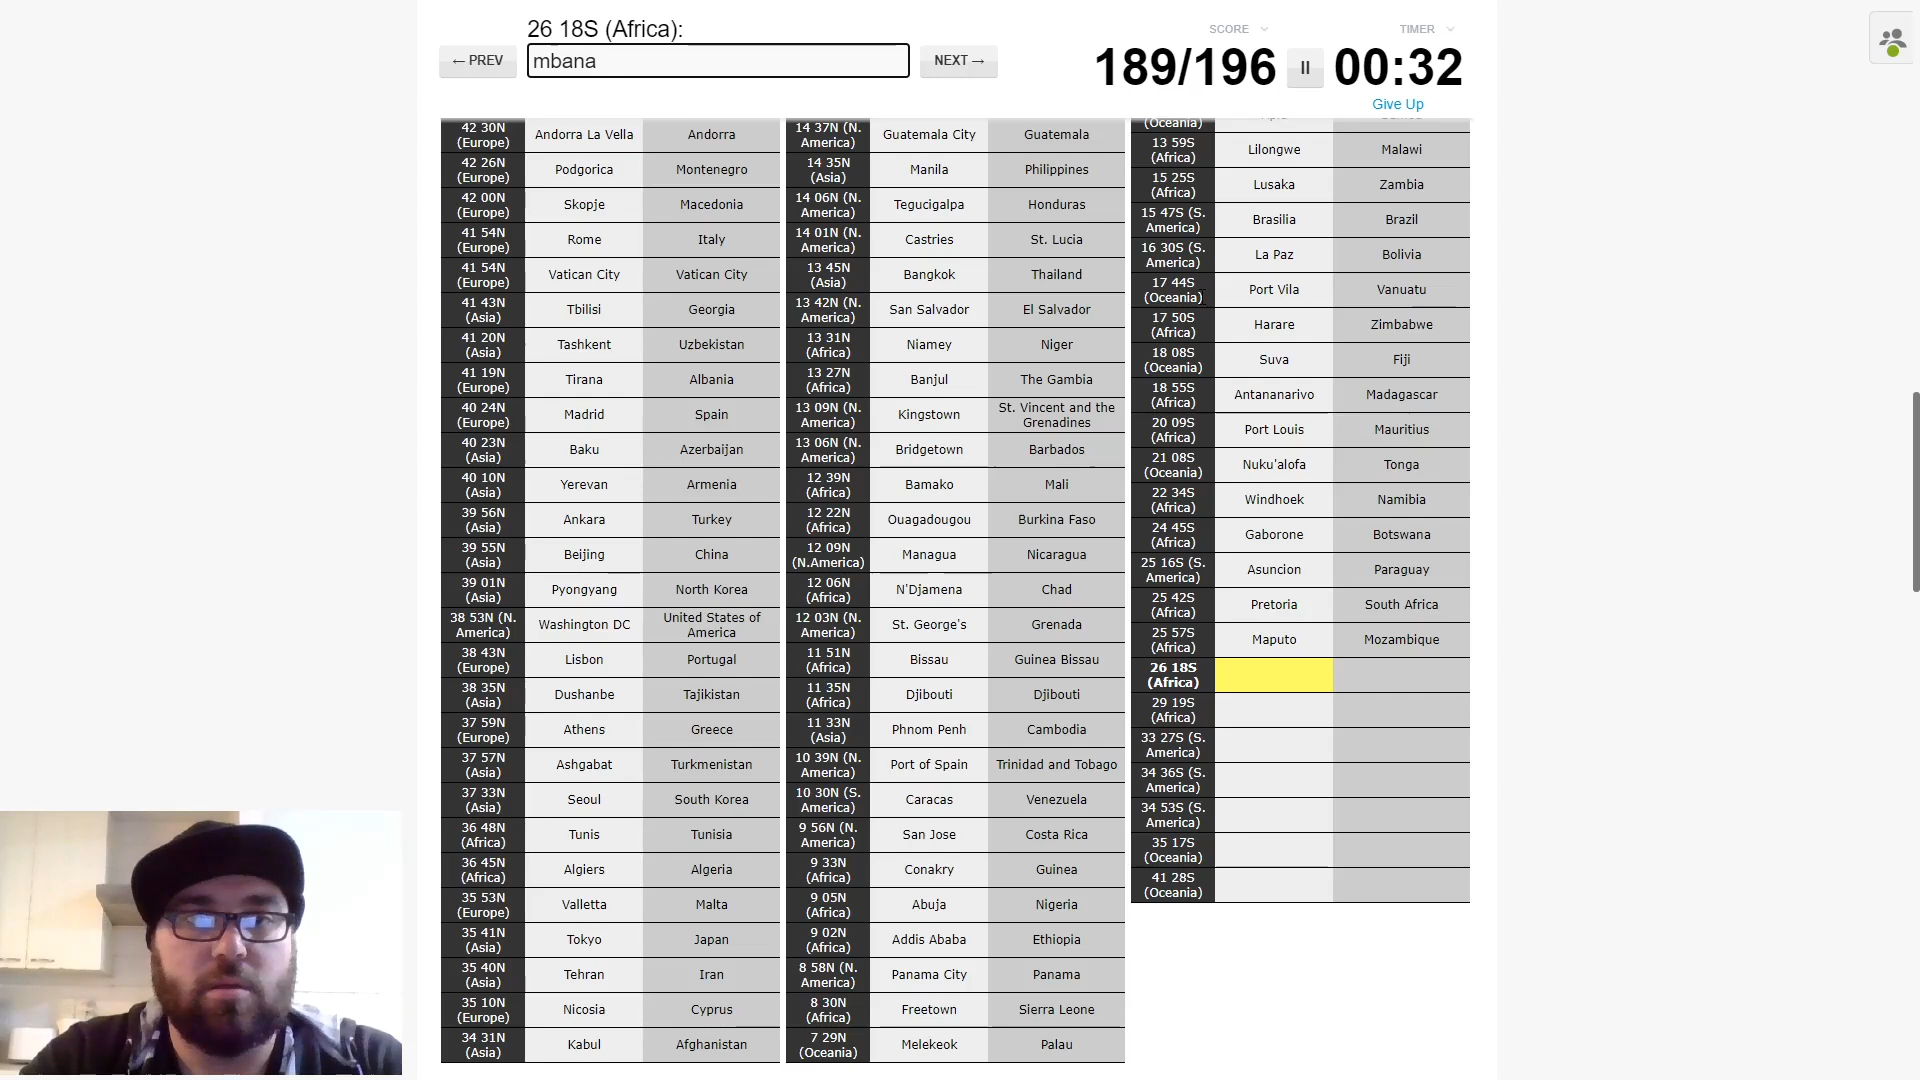 26 18S (Africa):
SCORE
TIMER
← PREV
mbana
NEXT →
189/196
00:32
Give Up
42 30N (Europe) Andorra La Vella Andorra
42 26N (Europe) Podgorica Montenegro
42 00N (Europe) Skopje Macedonia
41 54N (Europe) Rome Italy
41 54N (Europe) Vatican City Vatican City
41 43N (Asia) Tbilisi Georgia
41 20N (Asia) Tashkent Uzbekistan
41 19N (Europe) Tirana Albania
40 24N (Europe) Madrid Spain
40 23N (Asia) Baku Azerbaijan
40 10N (Asia) Yerevan Armenia
39 56N (Asia) Ankara Turkey
39 55N (Asia) Beijing China
39 01N (Asia) Pyongyang North Korea
38 53N (N. America) Washington DC United States of America
38 43N (Europe) Lisbon Portugal
38 35N (Asia) Dushanbe Tajikistan
37 59N (Europe) Athens Greece
37 57N (Asia) Ashgabat Turkmenistan
37 33N (Asia) Seoul South Korea
36 48N (Africa) Tunis Tunisia
36 45N (Africa) Algiers Algeria
35 53N (Europe) Valletta Malta
35 41N (Asia) Tokyo Japan
35 40N (Asia) Tehran Iran
35 10N (Europe) Nicosia Cyprus
34 31N (Asia) Kabul Afghanistan
14 37N (N. America) Guatemala City Guatemala
14 35N (Asia) Manila Philippines
14 06N (N. America) Tegucigalpa Honduras
14 01N (N. America) Castries St. Lucia
13 45N (Asia) Bangkok Thailand
13 42N (N. America) San Salvador El Salvador
13 31N (Africa) Niamey Niger
13 27N (Africa) Banjul The Gambia
13 09N (N. America) Kingstown St. Vincent and the Grenadines
13 06N (N. America) Bridgetown Barbados
12 39N (Africa) Bamako Mali
12 22N (Africa) Ouagadougou Burkina Faso
12 09N (N.America) Managua Nicaragua
12 06N (Africa) N'Djamena Chad
12 03N (N. America) St. George's Grenada
11 51N (Africa) Bissau Guinea Bissau
11 35N (Africa) Djibouti Djibouti
11 33N (Asia) Phnom Penh Cambodia
10 39N (N. America) Port of Spain Trinidad and Tobago
10 30N (S. America) Caracas Venezuela
9 56N (N. America) San Jose Costa Rica
9 33N (Africa) Conakry Guinea
9 05N (Africa) Abuja Nigeria
9 02N (Africa) Addis Ababa Ethiopia
8 58N (N. America) Panama City Panama
8 30N (Africa) Freetown Sierra Leone
7 29N (Oceania) Melekeok Palau
(Oceania)
13 59S (Africa) Lilongwe Malawi
15 25S (Africa) Lusaka Zambia
15 47S (S. America) Brasilia Brazil
16 30S (S. America) La Paz Bolivia
17 44S (Oceania) Port Vila Vanuatu
17 50S (Africa) Harare Zimbabwe
18 08S (Oceania) Suva Fiji
18 55S (Africa) Antananarivo Madagascar
20 09S (Africa) Port Louis Mauritius
21 08S (Oceania) Nuku'alofa Tonga
22 34S (Africa) Windhoek Namibia
24 45S (Africa) Gaborone Botswana
25 16S (S. America) Asuncion Paraguay
25 42S (Africa) Pretoria South Africa
25 57S (Africa) Maputo Mozambique
26 18S (Africa)
29 19S (Africa)
33 27S (S. America)
34 36S (S. America)
34 53S (S. America)
35 17S (Oceania)
41 28S (Oceania)